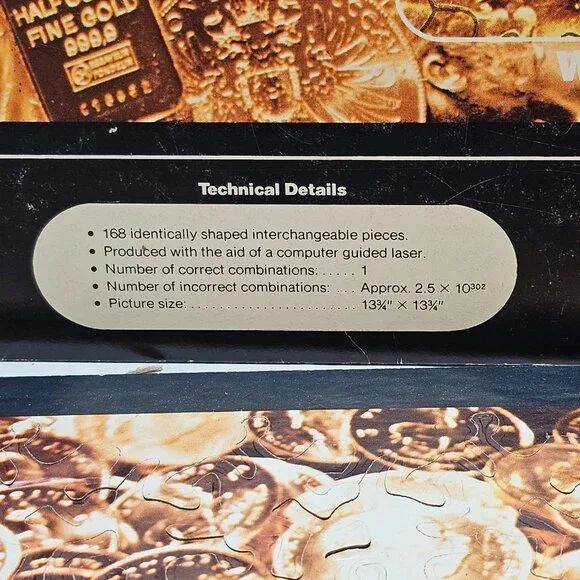 HALF OU
FINE GOLD
999.9
W
Technical Details
• 168 identically shaped interchangeable pieces.
• Produced with the aid of a computer guided laser.
• Number of correct combinations: ..... 1
• Number of incorrect combinations: ... Approx. 2.5 × 10³⁰²
• Picture size: ....................... 13¾" × 13¾"